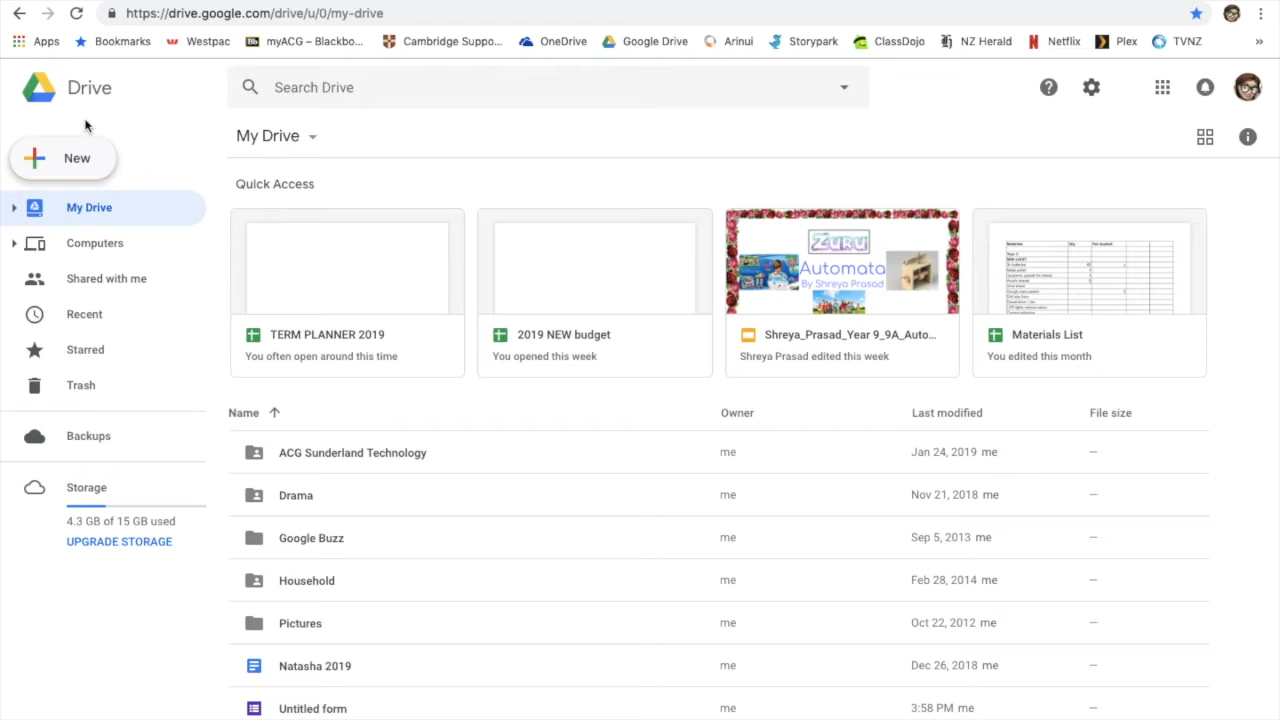 https://drive.google.com/drive/u/0/my-drive
Apps Bookmarks Westpac myACG – Blackbo... Cambridge Suppo... OneDrive Google Drive Arinui Storypark ClassDojo NZ Herald Netflix Plex TVNZ »
Drive
Search Drive
My Drive
New
Quick Access
My Drive
Computers
Shared with me
Recent
Starred
Trash
Backups
Storage
4.3 GB of 15 GB used
UPGRADE STORAGE
ZURU
Automata
By Shreya Prasad
TERM PLANNER 2019
You often open around this time
2019 NEW budget
You opened this week
Shreya_Prasad_Year 9_9A_Auto...
Shreya Prasad edited this week
Materials List
You edited this month
Name Owner Last modified File size
ACG Sunderland Technology me Jan 24, 2019 me —
Drama me Nov 21, 2018 me —
Google Buzz me Sep 5, 2013 me —
Household me Feb 28, 2014 me —
Pictures me Oct 22, 2012 me —
Natasha 2019 me Dec 26, 2018 me —
Untitled form me 3:58 PM me —